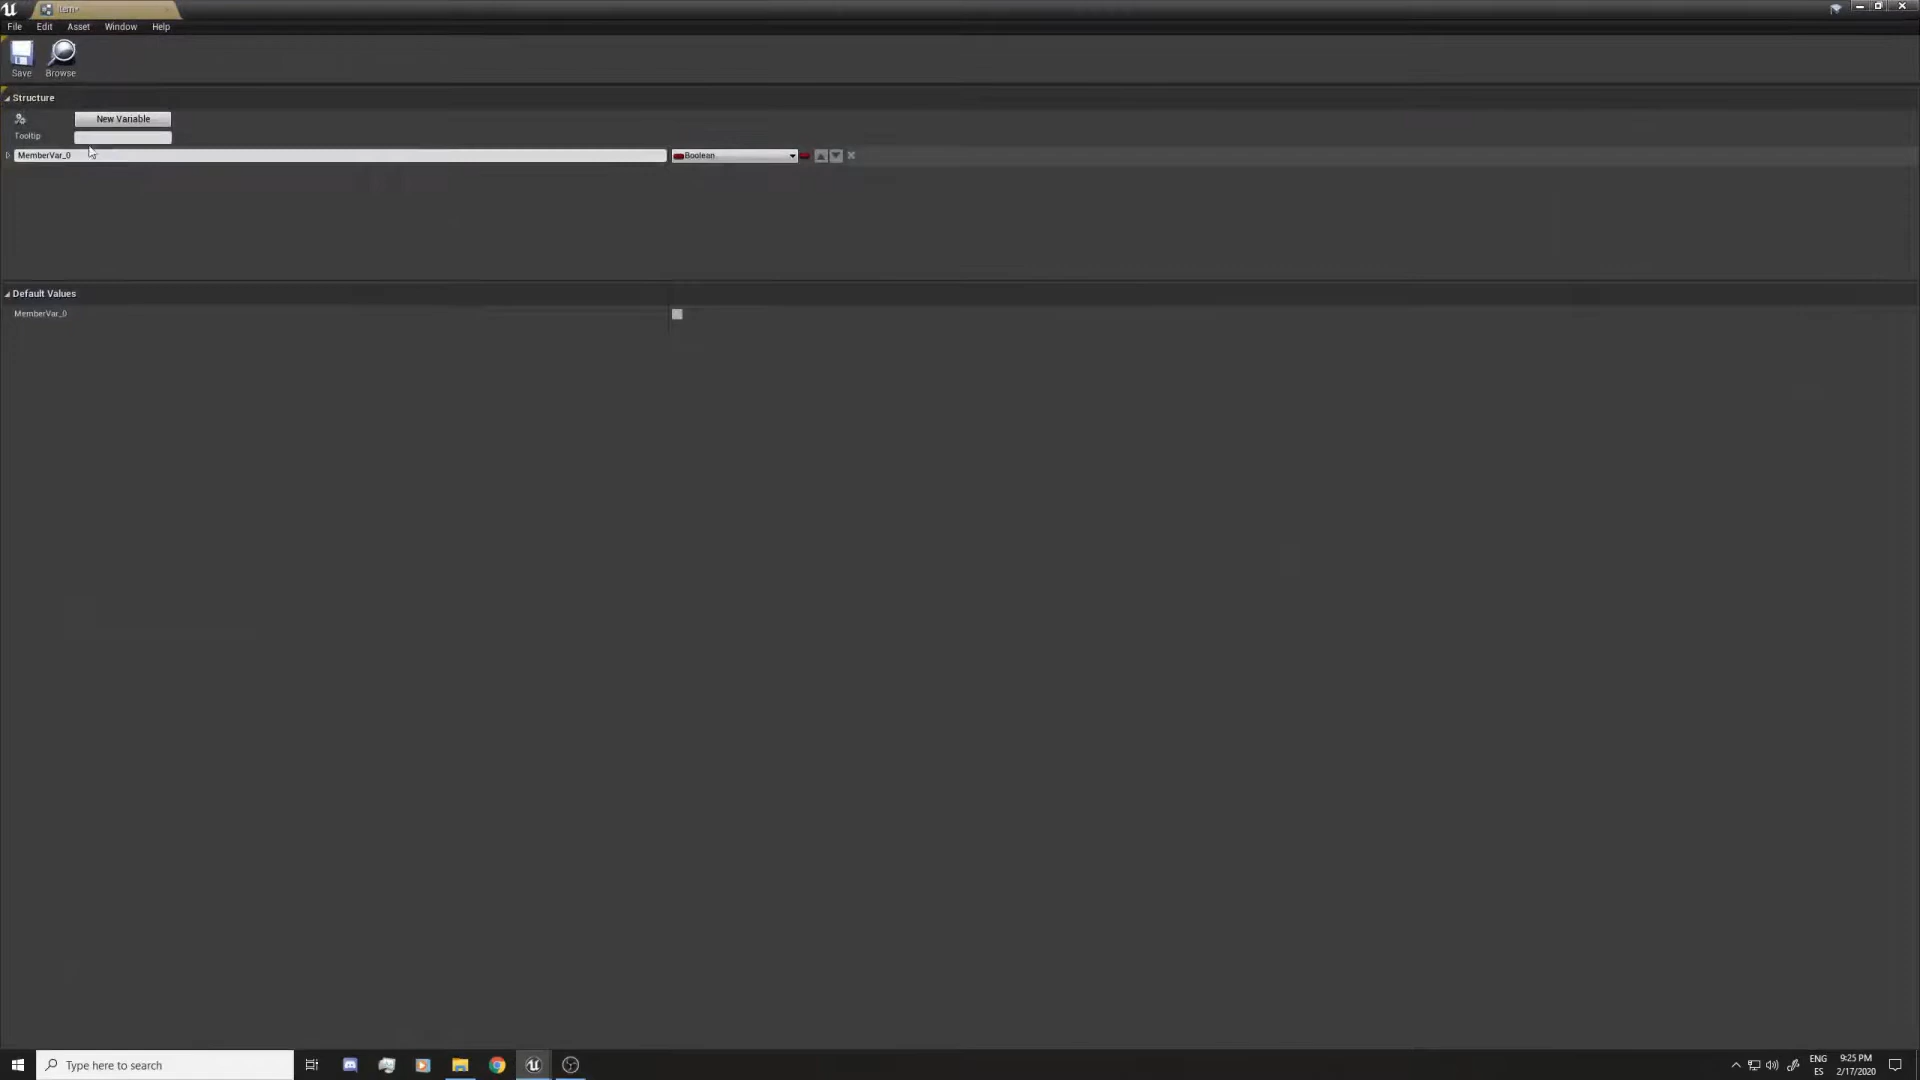 Item*
File Edit Asset Window Help
Save Browse
Structure
New Variable
Tooltip
MemberVar_0 Boolean
Default Values
MemberVar_0
Type here to search
ENG 9:25 PM
ES 2/17/2020